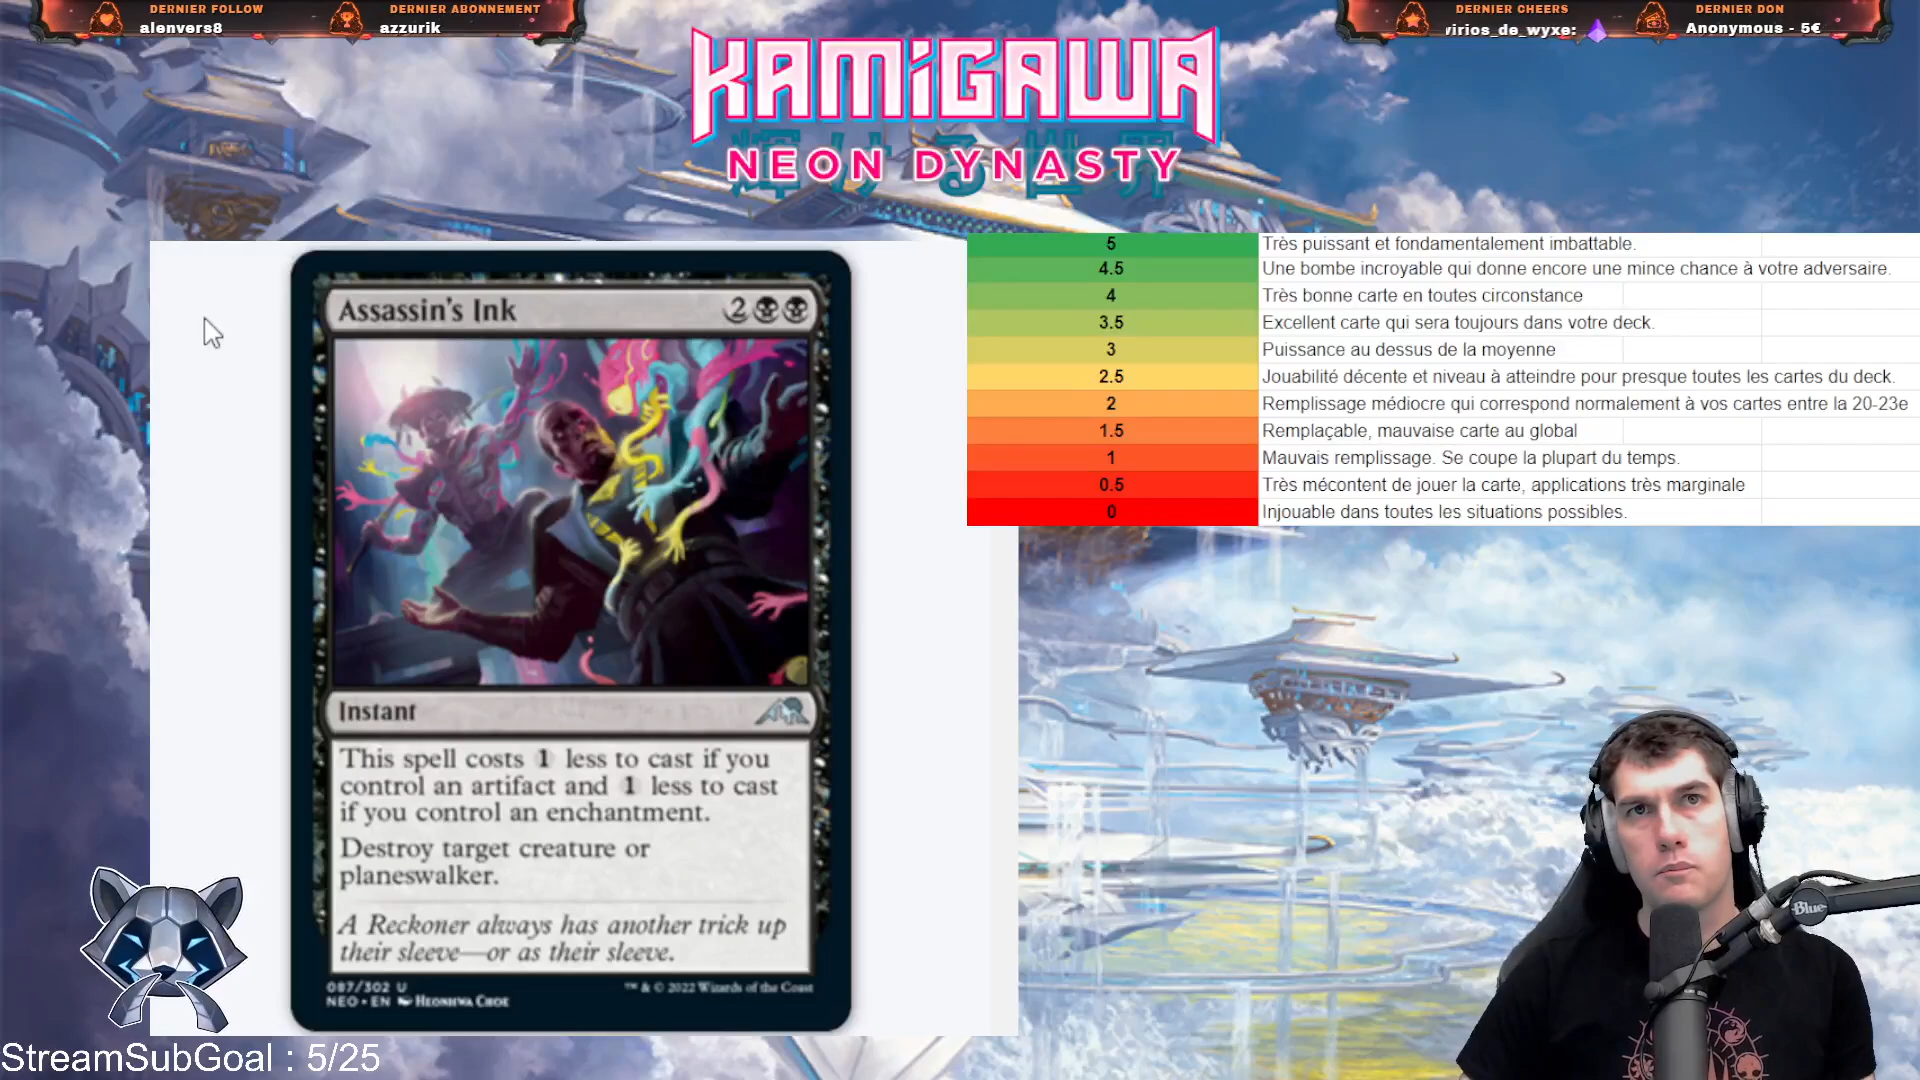 DERNIER FOLLOW
alenvers8
DERNIER ABONNEMENT
azzurik
DERNIER CHEERS
virios_de_wyxe:
DERNIER DON
Anonymous - 5€
KAMIGAWA
NEON DYNASTY
Assassin's Ink
2
Instant
This spell costs 1 less to cast if you
control an artifact and 1 less to cast
if you control an enchantment.
Destroy target creature or
planeswalker.
A Reckoner always has another trick up
their sleeve—or as their sleeve.
087/302 U
NEO • EN HEONHWA CHOE
™ & © 2022 Wizards of the Coast
5 Très puissant et fondamentalement imbattable.
4.5 Une bombe incroyable qui donne encore une mince chance à votre adversaire.
4 Très bonne carte en toutes circonstance
3.5 Excellent carte qui sera toujours dans votre deck.
3 Puissance au dessus de la moyenne
2.5 Jouabilité décente et niveau à atteindre pour presque toutes les cartes du deck.
2 Remplissage médiocre qui correspond normalement à vos cartes entre la 20-23e
1.5 Remplaçable, mauvaise carte au global
1 Mauvais remplissage. Se coupe la plupart du temps.
0.5 Très mécontent de jouer la carte, applications très marginale
0 Injouable dans toutes les situations possibles.
Blue
StreamSubGoal : 5/25